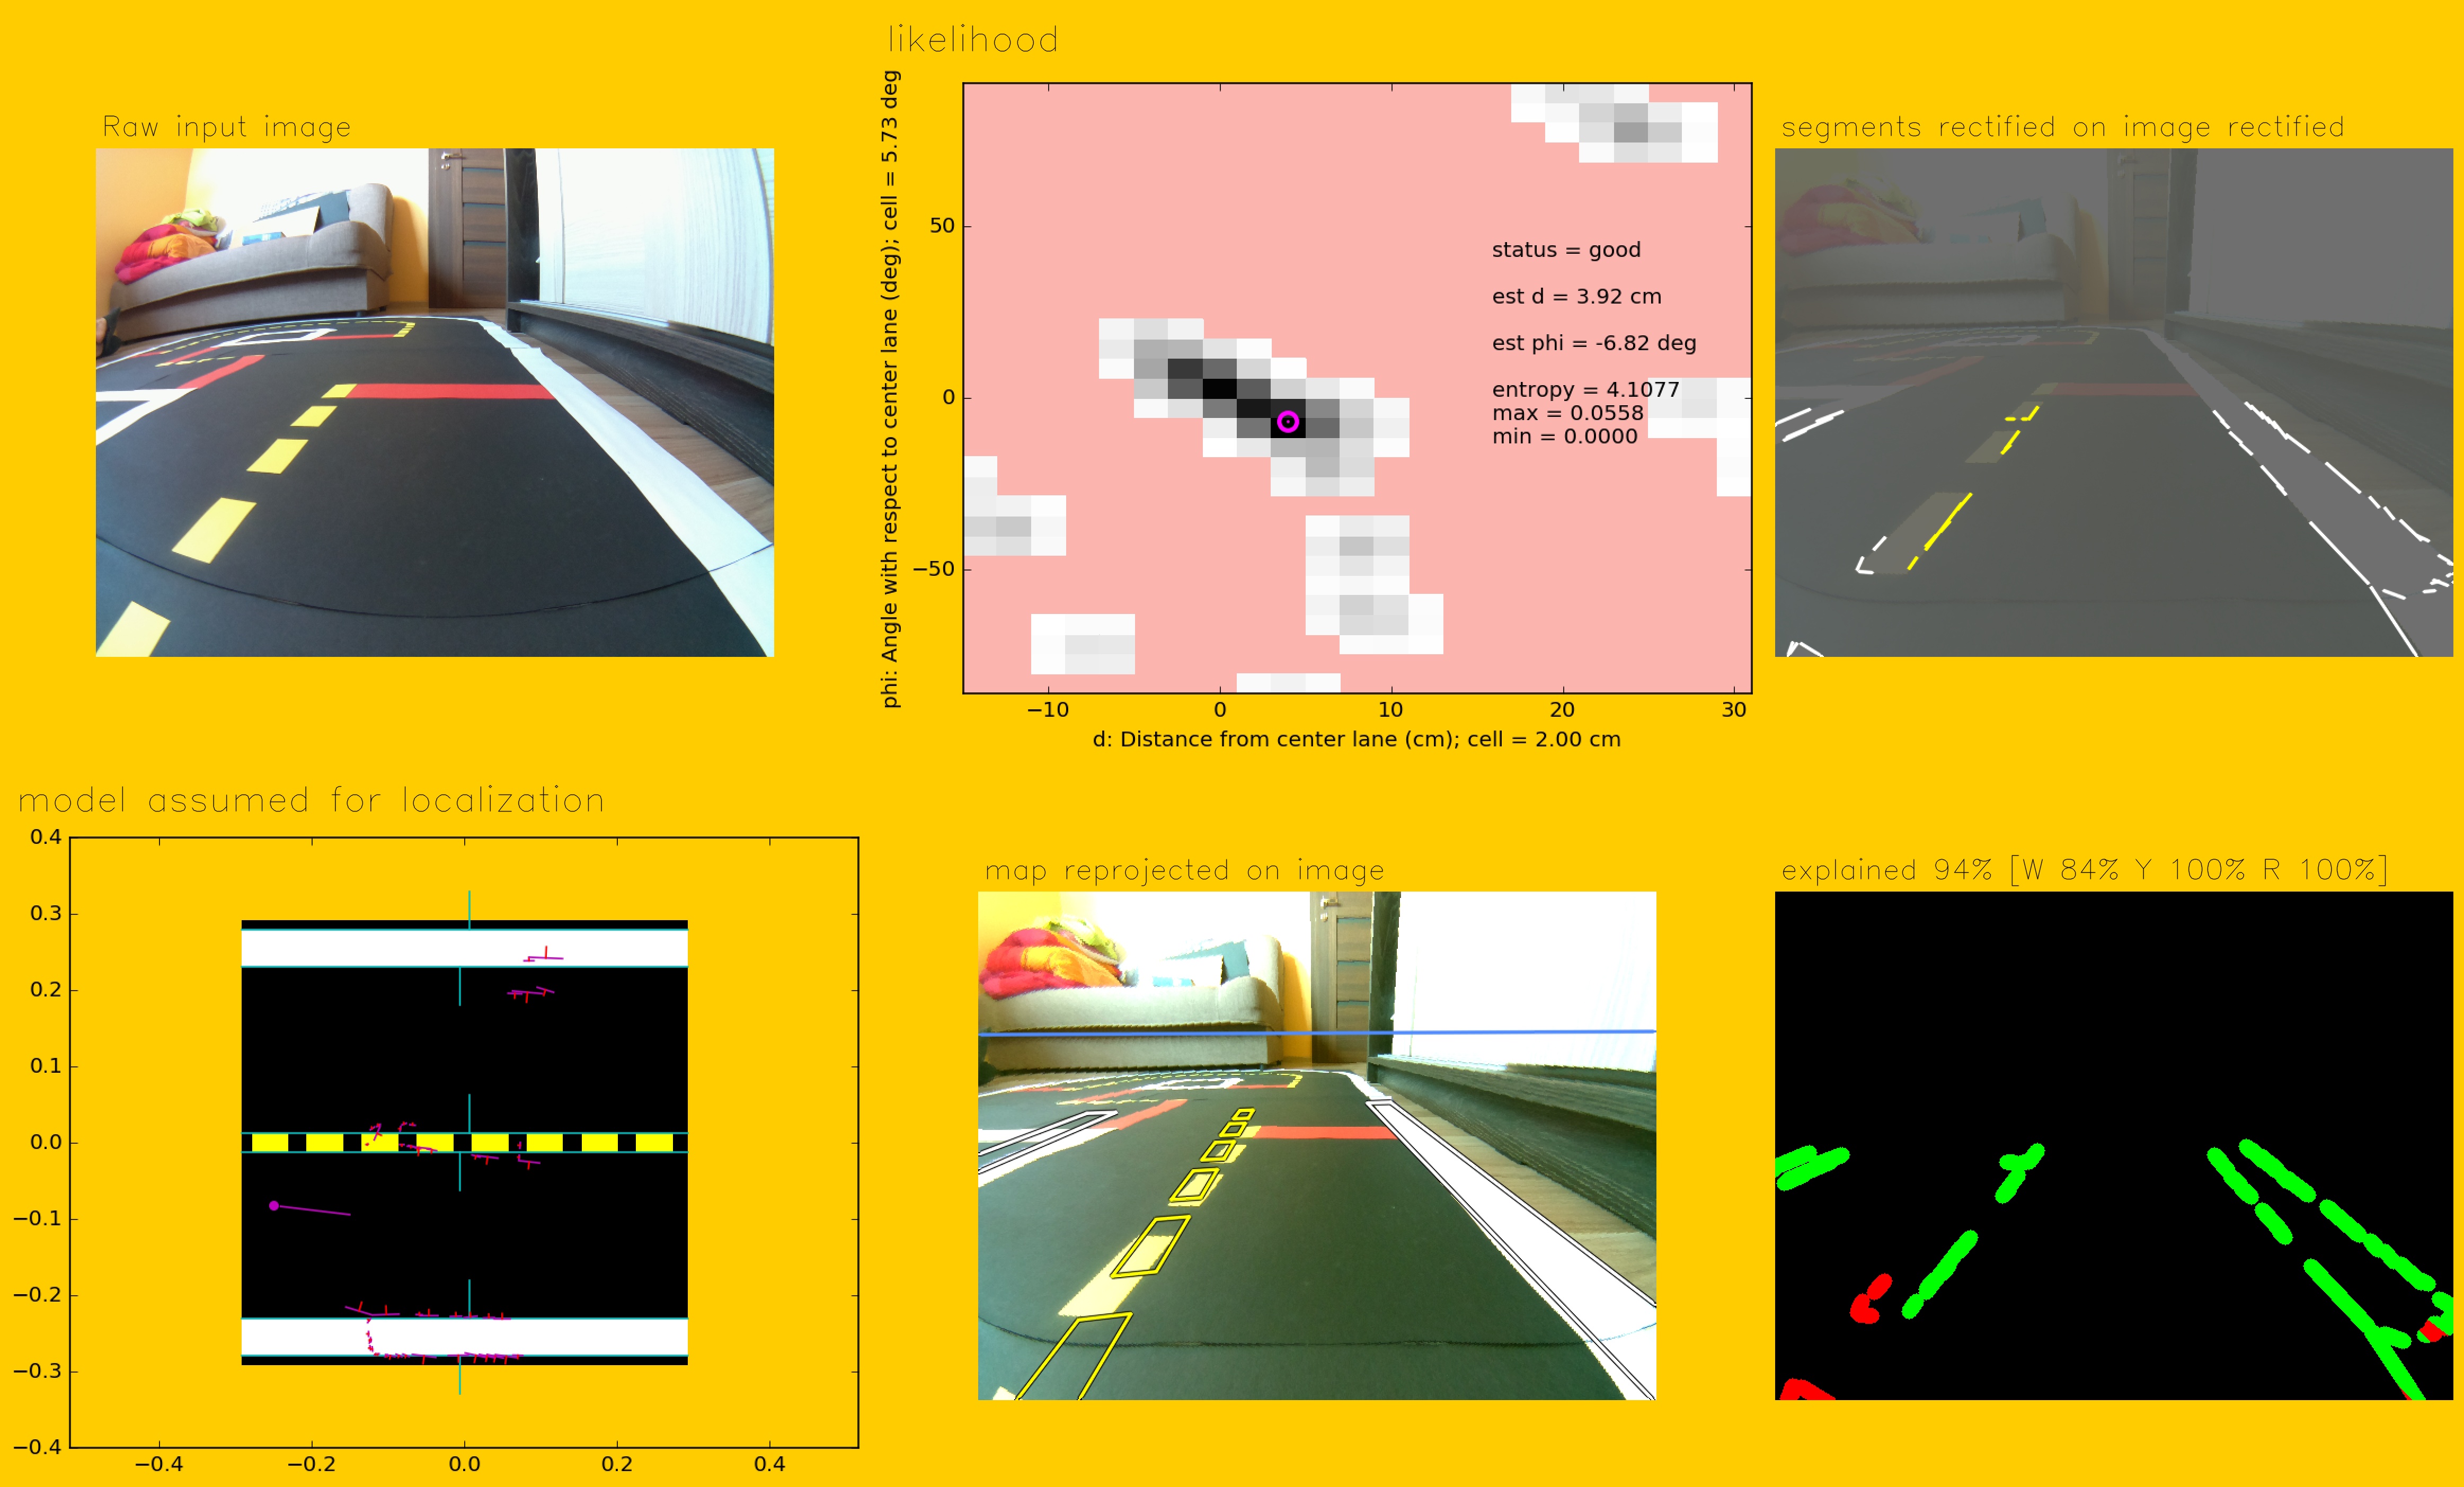 likelihood
Raw input image
segments rectified on image rectified
phi: Angle with respect to center lane (deg); cell = 5.73 deg
50
0
−50
status = good
est d = 3.92 cm
est phi = -6.82 deg
entropy = 4.1077
max = 0.0558
min = 0.0000
−10 0 10 20 30
d: Distance from center lane (cm); cell = 2.00 cm
model assumed for localization
0.4
0.3
0.2
0.1
0.0
−0.1
−0.2
−0.3
−0.4
−0.4 −0.2 0.0 0.2 0.4
map reprojected on image
explained 94% [W 84% Y 100% R 100%]